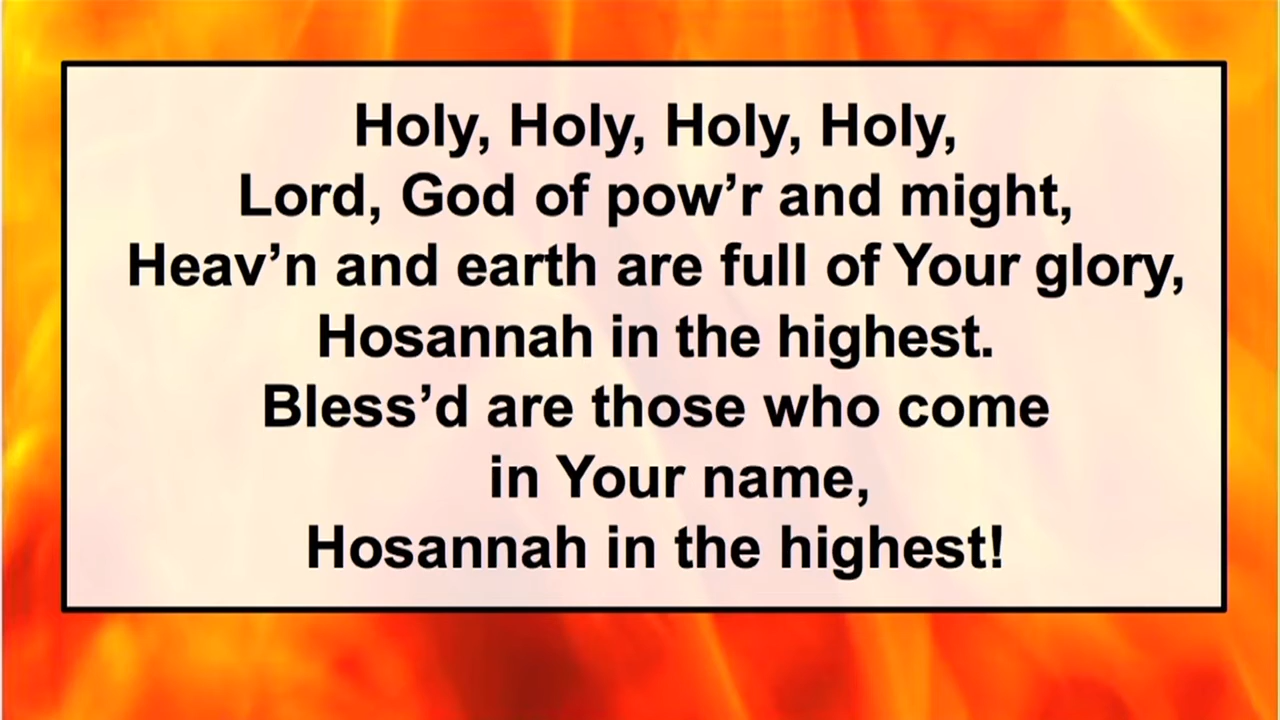 Holy, Holy, Holy, Holy,
Lord, God of pow’r and might,
Heav’n and earth are full of Your glory,
Hosannah in the highest.
Bless’d are those who come
in Your name,
Hosannah in the highest!